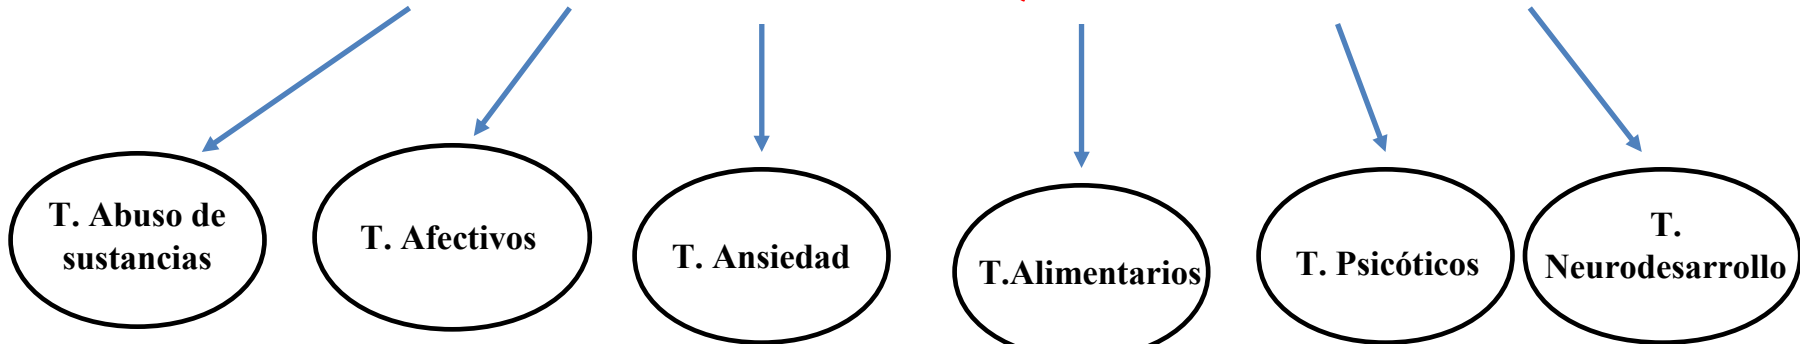 T. Abuso de
sustancias
T. Afectivos
T. Ansiedad
T.Alimentarios
T. Psicóticos
T.
Neurodesarrollo